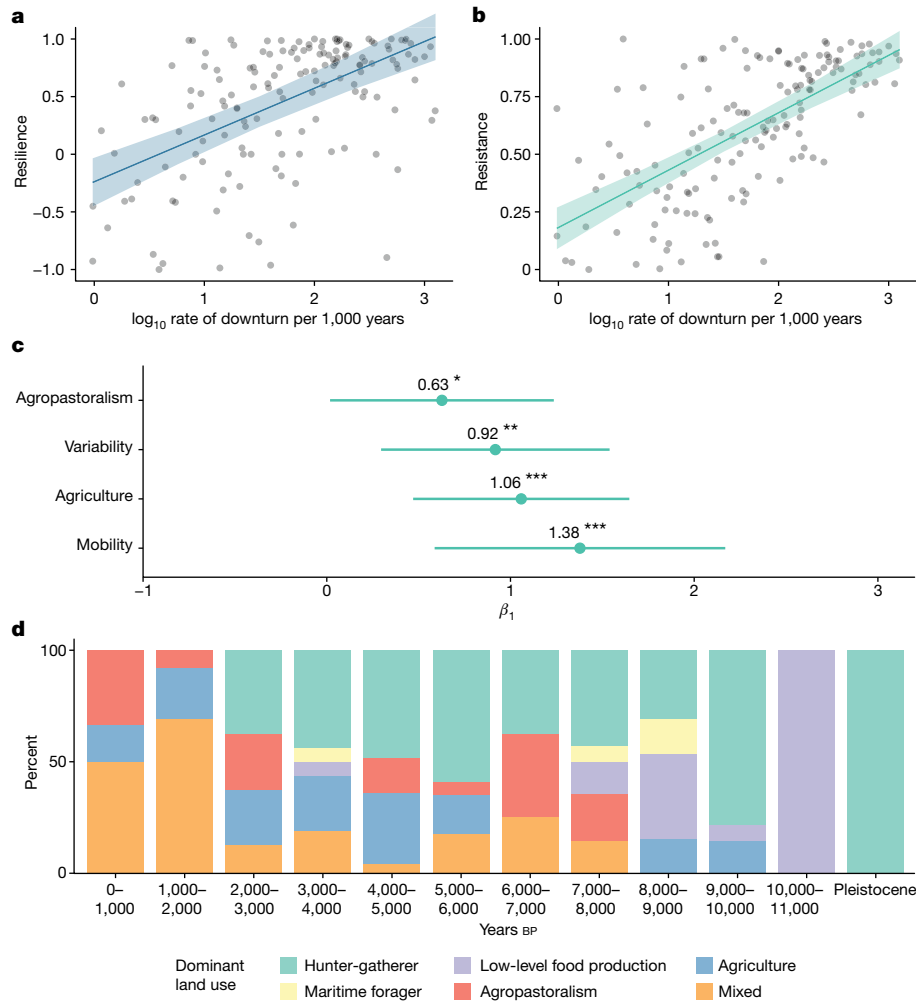 a
1.0
0.5
0
−0.5
−1.0
Resilience
0 1 2 3
log10 rate of downturn per 1,000 years
b
1.00
0.75
0.50
0.25
0
Resistance
0 1 2 3
log10 rate of downturn per 1,000 years
c
Agropastoralism
0.63 *
Variability
0.92 **
Agriculture
1.06 ***
Mobility
1.38 ***
−1 0 1 2 3
β1
d
100
50
0
Percent
0– 1,000– 2,000– 3,000– 4,000– 5,000– 6,000– 7,000– 8,000– 9,000– 10,000– Pleistocene
1,000 2,000 3,000 4,000 5,000 6,000 7,000 8,000 9,000 10,000 11,000
Years BP
Dominant
land use
Hunter-gatherer Low-level food production Agriculture
Maritime forager Agropastoralism Mixed